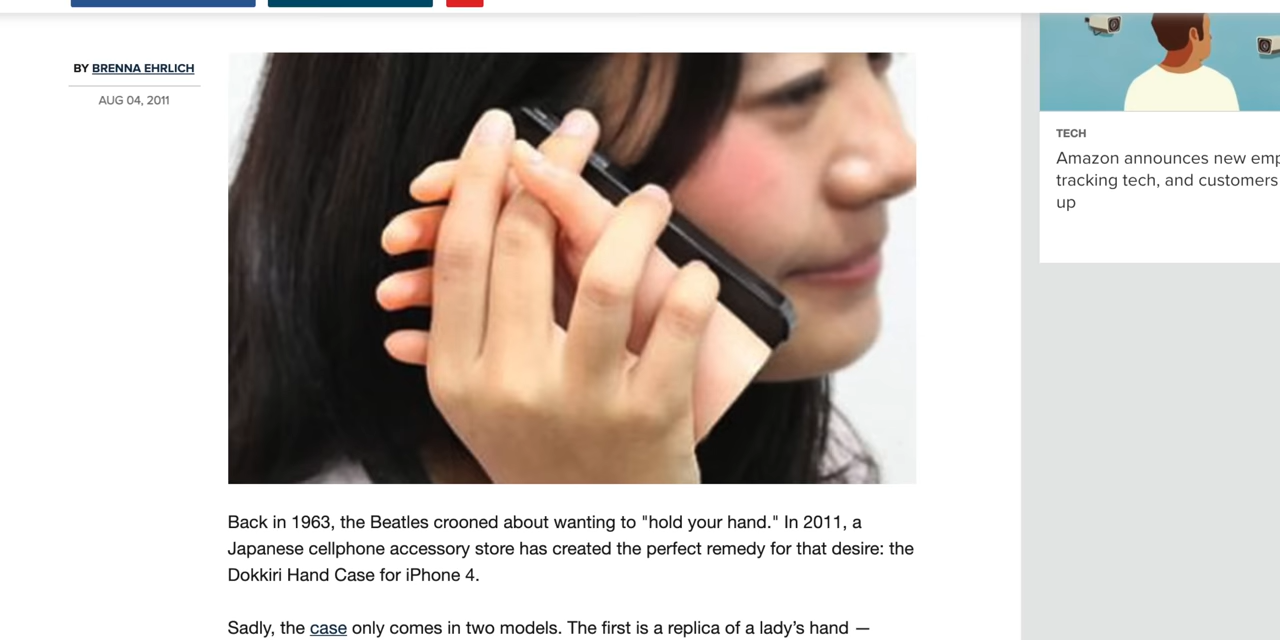 BY BRENNA EHRLICH
AUG 04, 2011
Back in 1963, the Beatles crooned about wanting to "hold your hand." In 2011, a
Japanese cellphone accessory store has created the perfect remedy for that desire: the
Dokkiri Hand Case for iPhone 4.
Sadly, the case only comes in two models. The first is a replica of a lady’s hand —
TECH
Amazon announces new emp
tracking tech, and customers
up